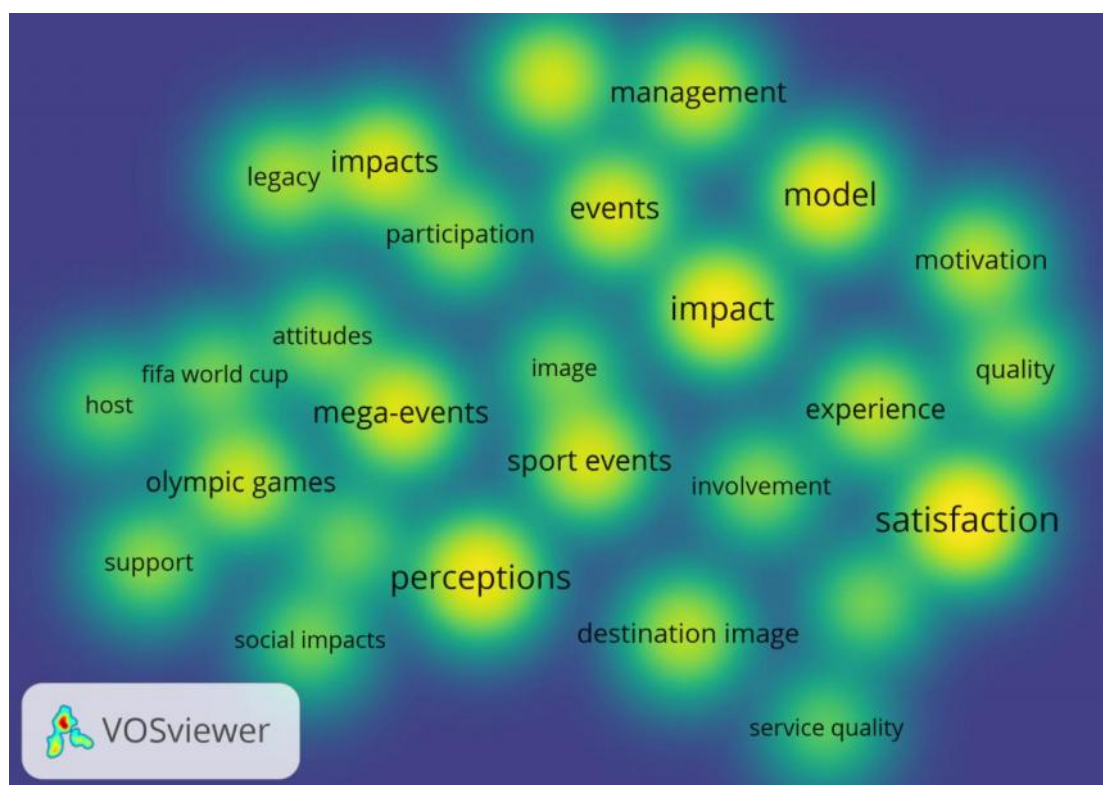 management
impacts
legacy
model
events
participation
motivation
impact
attitudes
image
quality
fifa world cup
host
experience
mega-events
sport events
olympic games
involvement
satisfaction
support
perceptions
destination image
social impacts
service quality
VOSviewer